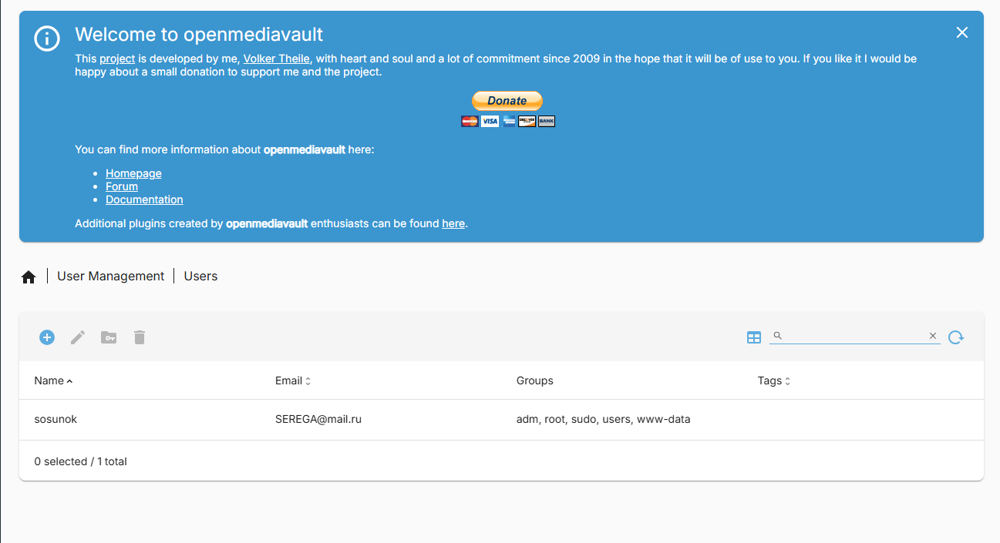 Welcome to openmediavault
This project is developed by me, Volker Theile, with heart and soul and a lot of commitment since 2009 in the hope that it will be of use to you. If you like it I would be
happy about a small donation to support me and the project.
Donate
VISA
BANK
You can find more information about openmediavault here:
Homepage
Forum
Documentation
Additional plugins created by openmediavault enthusiasts can be found here.
User Management | Users
Name Email Groups Tags
sosunok SEREGA@mail.ru adm, root, sudo, users, www-data
0 selected / 1 total